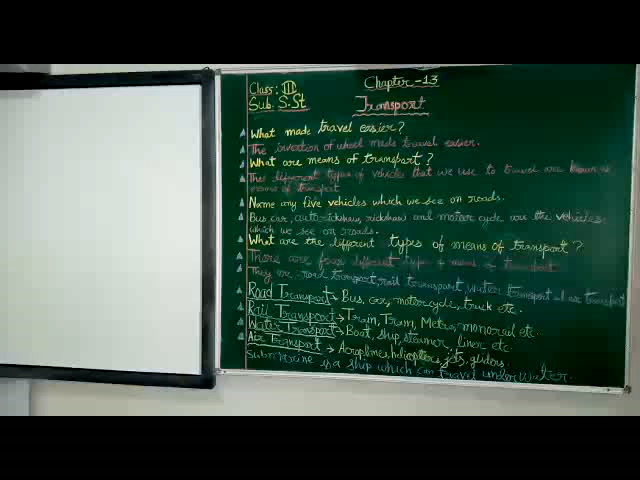 Class: III
Chapter-13
Sub. S.St
Transport
What made travel easier?
The invention of wheel made travel easier.
What are means of transport?
The different types of vehicles that we use to travel are known as
means of transport
Name any five vehicles which we see on roads.
Bus, car, autorickshaw, rickshaw and motor cycle are the vehicles
which we see on roads.
What are the different types of means of transport?
There are four different types of means of transport
They are road transport, rail transport, water transport and air transport
Road Transport → Bus, car, motorcycle, truck etc.
Rail Transport → Train, Tram, Metro, monorail etc.
Water Transport → Boat, ship, steamer, liner etc.
Air Transport → Aeroplanes, helicopters, jets, gliders.
Submarine is a ship which can travel underwater.